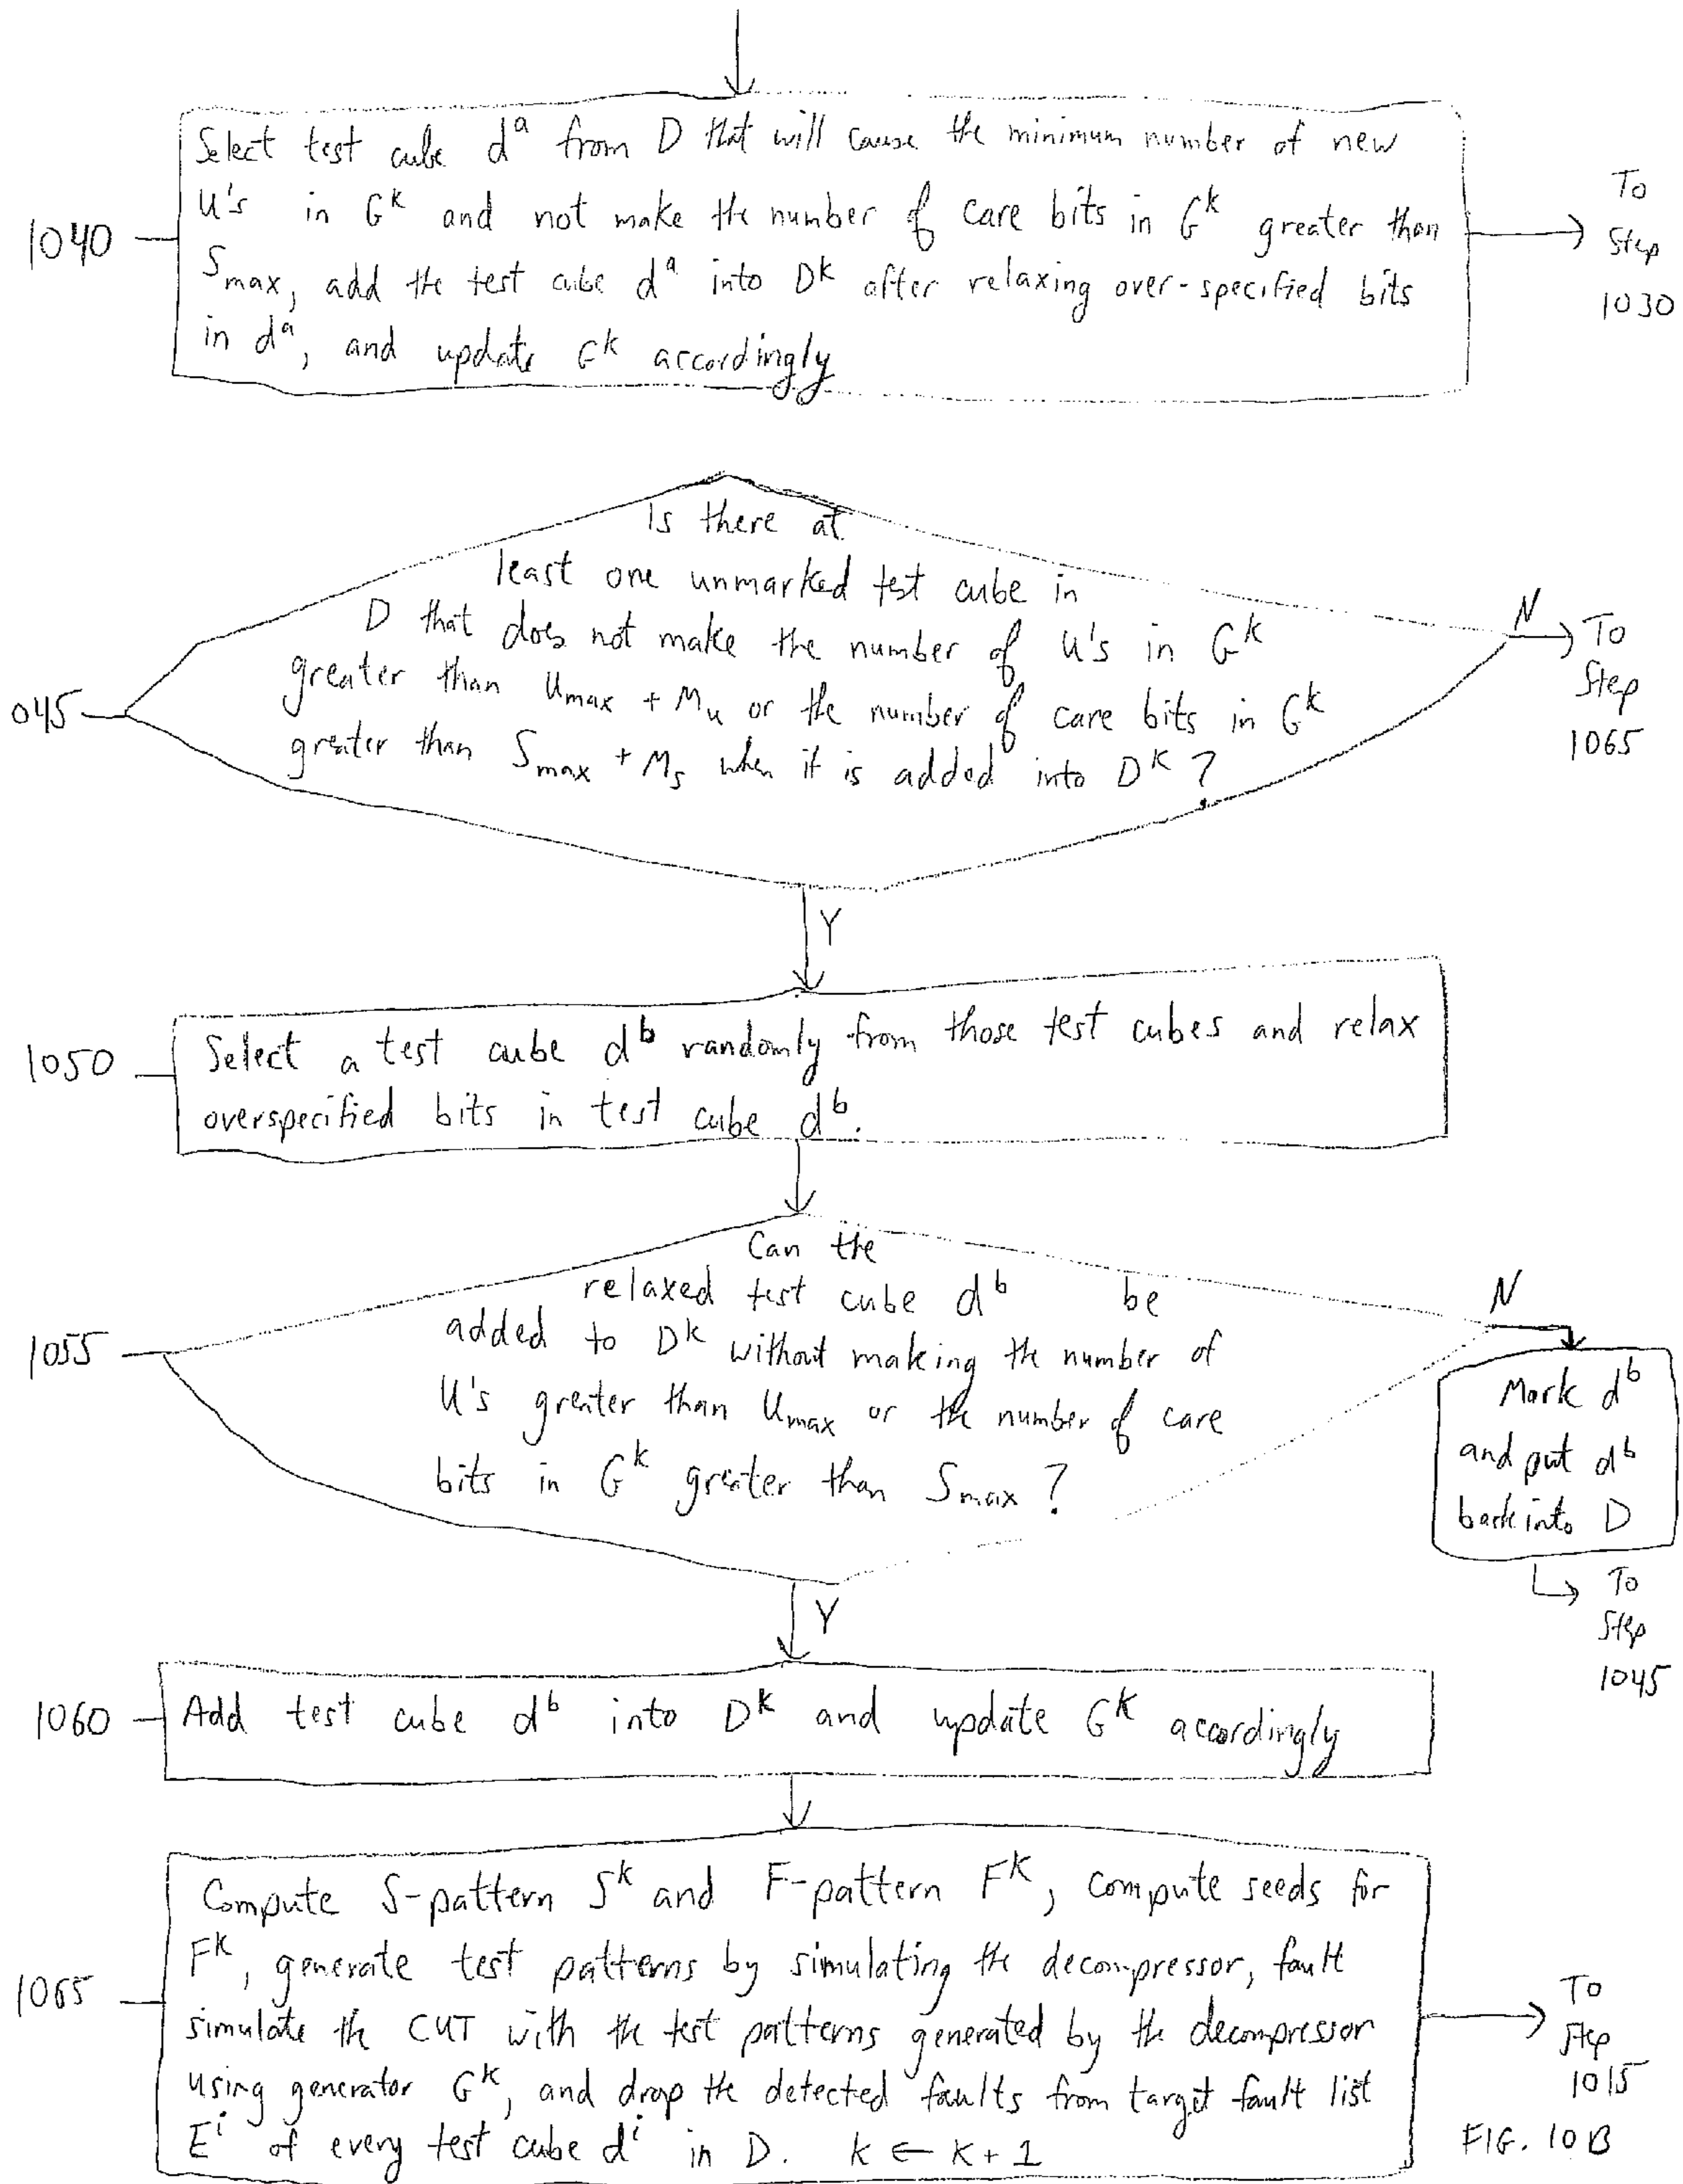 Select test cube d^a from D that will cause the minimum number of new
U's in G^k and not make the number of care bits in G^k greater than
S_max, add the test cube d^a into D^k after relaxing over-specified bits
in d^a, and update G^k accordingly
1040
To
Step
1030
Is there at
least one unmarked test cube in
D that does not make the number of U's in G^k
greater than U_max + M_u or the number of care bits in G^k
greater than S_max + M_s when it is added into D^k ?
045
N
To
Step
1065
Y
1050
Select a test cube d^b randomly from those test cubes and relax
overspecified bits in test cube d^b.
Can the
relaxed test cube d^b be
added to D^k without making the number of
U's greater than U_max or the number of care
bits in G^k greater than S_max ?
1055
N
Mark d^b
and put d^b
back into D
To
Step
1045
Y
1060
Add test cube d^b into D^k and update G^k accordingly
Compute S-pattern S^k and F-pattern F^k, compute seeds for
F^k, generate test patterns by simulating the decompressor, fault
simulate the CUT with the test patterns generated by the decompressor
using generator G^k, and drop the detected faults from target fault list
E^i of every test cube d^i in D. k ← k + 1
1065
To
Step
1015
FIG. 10B